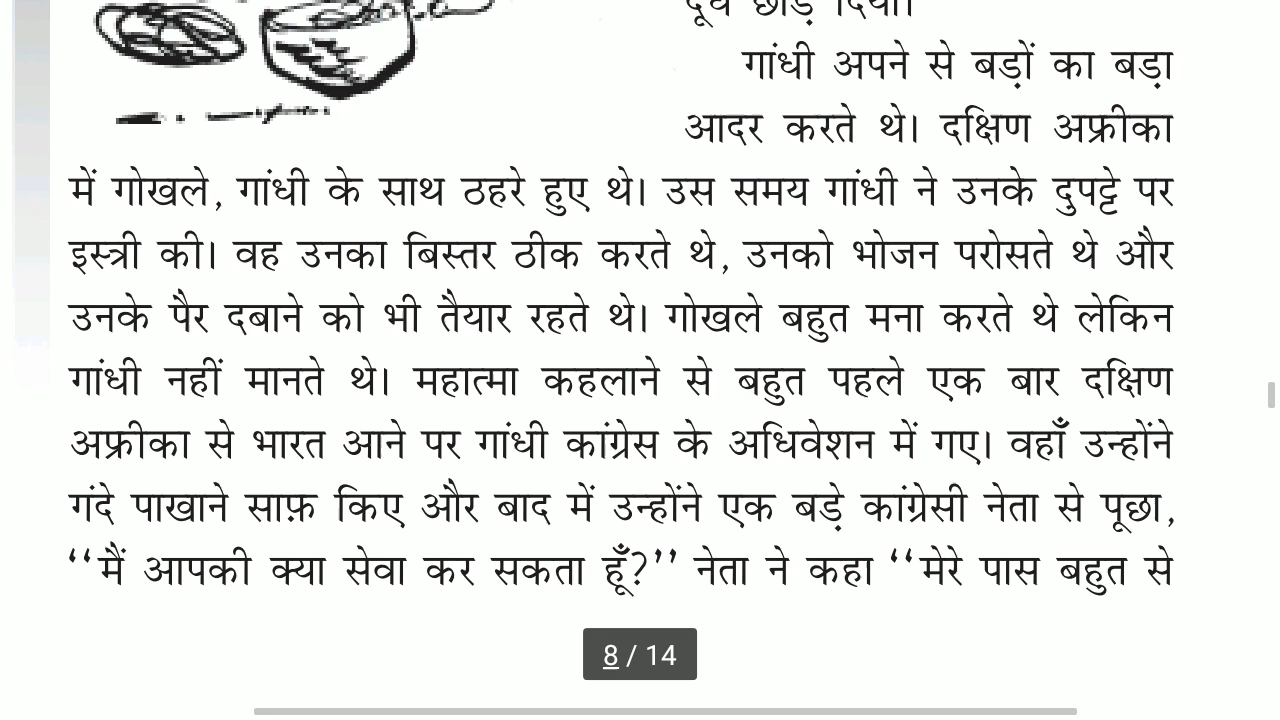 दूध छोड़ दिया।
गांधी अपने से बड़ों का बड़ा
आदर करते थे। दक्षिण अफ्रीका
में गोखले, गांधी के साथ ठहरे हुए थे। उस समय गांधी ने उनके दुपट्टे पर
इस्त्री की। वह उनका बिस्तर ठीक करते थे, उनको भोजन परोसते थे और
उनके पैर दबाने को भी तैयार रहते थे। गोखले बहुत मना करते थे लेकिन
गांधी नहीं मानते थे। महात्मा कहलाने से बहुत पहले एक बार दक्षिण
अफ्रीका से भारत आने पर गांधी कांग्रेस के अधिवेशन में गए। वहाँ उन्होंने
गंदे पाखाने साफ़ किए और बाद में उन्होंने एक बड़े कांग्रेसी नेता से पूछा,
‘‘मैं आपकी क्या सेवा कर सकता हूँ?’’ नेता ने कहा ‘‘मेरे पास बहुत से
8 / 14